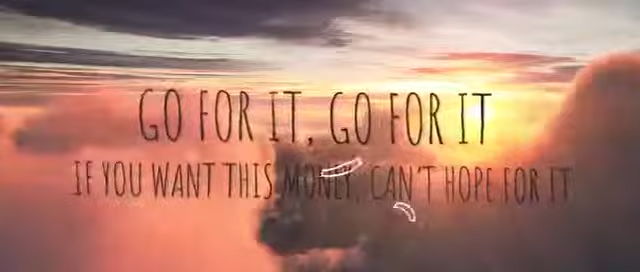 GO FOR IT, GO FOR IT
IF YOU WANT THIS MONEY, CAN'T HOPE FOR IT